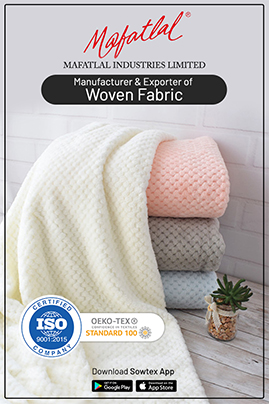 Mafatlal®
MAFATLAL INDUSTRIES LIMITED
Manufacturer & Exporter of
Woven Fabric
CERTIFIED
ISO
9001:2015
COMPANY
OEKO-TEX®
CONFIDENCE IN TEXTILES
STANDARD 100
Download Sowtex App
GET IT ON
Google Play
Download on the
App Store